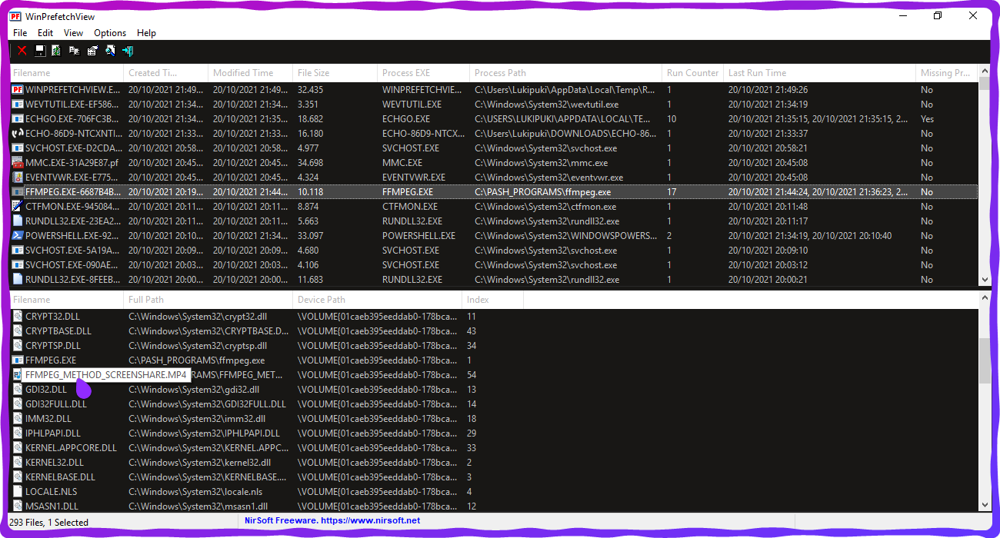 WinPrefetchView
File Edit View Options Help
Filename Created Ti... Modified Time File Size Process EXE Process Path Run Counter Last Run Time Missing Pr...
WINPREFETCHVIEW.E... 20/10/2021 21:49... 20/10/2021 21:49... 32.435 WINPREFETCHVIE... C:\Users\Lukipuki\AppData\Local\Temp\R... 1 20/10/2021 21:49:26 No
WEVTUTIL.EXE-EF586... 20/10/2021 21:34... 20/10/2021 21:34... 3.351 WEVTUTIL.EXE C:\Windows\System32\wevtutil.exe 1 20/10/2021 21:34:19 No
ECHGO.EXE-706FC3B... 20/10/2021 21:34... 20/10/2021 21:35... 18.682 ECHGO.EXE C:\USERS\LUKIPUKI\APPDATA\LOCAL\TE... 10 20/10/2021 21:35:15, 20/10/2021 21:35:15, 2... Yes
ECHO-86D9-NTCXNTI... 20/10/2021 21:33... 20/10/2021 21:33... 16.180 ECHO-86D9-NTCX... C:\Users\Lukipuki\DOWNLOADS\ECHO-86... 1 20/10/2021 21:33:37 No
SVCHOST.EXE-D2CDA... 20/10/2021 20:58... 20/10/2021 20:58... 4.977 SVCHOST.EXE C:\Windows\System32\svchost.exe 1 20/10/2021 20:58:21 No
MMC.EXE-31A29E87.pf 20/10/2021 20:45... 20/10/2021 20:45... 34.698 MMC.EXE C:\Windows\System32\mmc.exe 1 20/10/2021 20:45:08 No
EVENTVWR.EXE-E775... 20/10/2021 20:45... 20/10/2021 20:45... 4.324 EVENTVWR.EXE C:\Windows\System32\eventvwr.exe 1 20/10/2021 20:45:08 No
FFMPEG.EXE-6687B4B... 20/10/2021 20:19... 20/10/2021 21:44... 10.118 FFMPEG.EXE C:\PASH_PROGRAMS\ffmpeg.exe 17 20/10/2021 21:44:24, 20/10/2021 21:36:23, 2... No
CTFMON.EXE-945084... 20/10/2021 20:11... 20/10/2021 20:11... 8.874 CTFMON.EXE C:\Windows\System32\ctfmon.exe 1 20/10/2021 20:11:48 No
RUNDLL32.EXE-23EA2... 20/10/2021 20:11... 20/10/2021 20:11... 5.663 RUNDLL32.EXE C:\Windows\System32\rundll32.exe 1 20/10/2021 20:11:17 No
POWERSHELL.EXE-92... 20/10/2021 20:10... 20/10/2021 21:34... 33.097 POWERSHELL.EXE C:\Windows\System32\WINDOWSPOWERS... 2 20/10/2021 21:34:19, 20/10/2021 20:10:40 No
SVCHOST.EXE-5A19A... 20/10/2021 20:09... 20/10/2021 20:09... 4.680 SVCHOST.EXE C:\Windows\System32\svchost.exe 1 20/10/2021 20:09:10 No
SVCHOST.EXE-090AE... 20/10/2021 20:03... 20/10/2021 20:03... 4.106 SVCHOST.EXE C:\Windows\System32\svchost.exe 1 20/10/2021 20:03:12 No
RUNDLL32.EXE-8FEEB... 20/10/2021 20:00... 20/10/2021 20:00... 11.683 RUNDLL32.EXE C:\Windows\System32\rundll32.exe 1 20/10/2021 20:00:21 No
Filename Full Path Device Path Index
CRYPT32.DLL C:\Windows\System32\crypt32.dll \VOLUME{01caeb395eeddab0-178bca... 11
CRYPTBASE.DLL C:\Windows\System32\CRYPTBASE.D... \VOLUME{01caeb395eeddab0-178bca... 43
CRYPTSP.DLL C:\Windows\System32\cryptsp.dll \VOLUME{01caeb395eeddab0-178bca... 34
FFMPEG.EXE C:\PASH_PROGRAMS\ffmpeg.exe \VOLUME{01caeb395eeddab0-178bca... 1
FFMPEG_METHOD_SCREENSHARE.MP4 RAMS\FFMPEG_MET... \VOLUME{01caeb395eeddab0-178bca... 54
GDI32.DLL C:\Windows\System32\gdi32.dll \VOLUME{01caeb395eeddab0-178bca... 13
GDI32FULL.DLL C:\Windows\System32\GDI32FULL.DLL \VOLUME{01caeb395eeddab0-178bca... 14
IMM32.DLL C:\Windows\System32\imm32.dll \VOLUME{01caeb395eeddab0-178bca... 18
IPHLPAPI.DLL C:\Windows\System32\IPHLPAPI.DLL \VOLUME{01caeb395eeddab0-178bca... 29
KERNEL.APPCORE.DLL C:\Windows\System32\KERNEL.APPC... \VOLUME{01caeb395eeddab0-178bca... 33
KERNEL32.DLL C:\Windows\System32\kernel32.dll \VOLUME{01caeb395eeddab0-178bca... 2
KERNELBASE.DLL C:\Windows\System32\KERNELBASE.... \VOLUME{01caeb395eeddab0-178bca... 3
LOCALE.NLS C:\Windows\System32\locale.nls \VOLUME{01caeb395eeddab0-178bca... 4
MSASN1.DLL C:\Windows\System32\msasn1.dll \VOLUME{01caeb395eeddab0-178bca... 12
293 Files, 1 Selected NirSoft Freeware. https://www.nirsoft.net